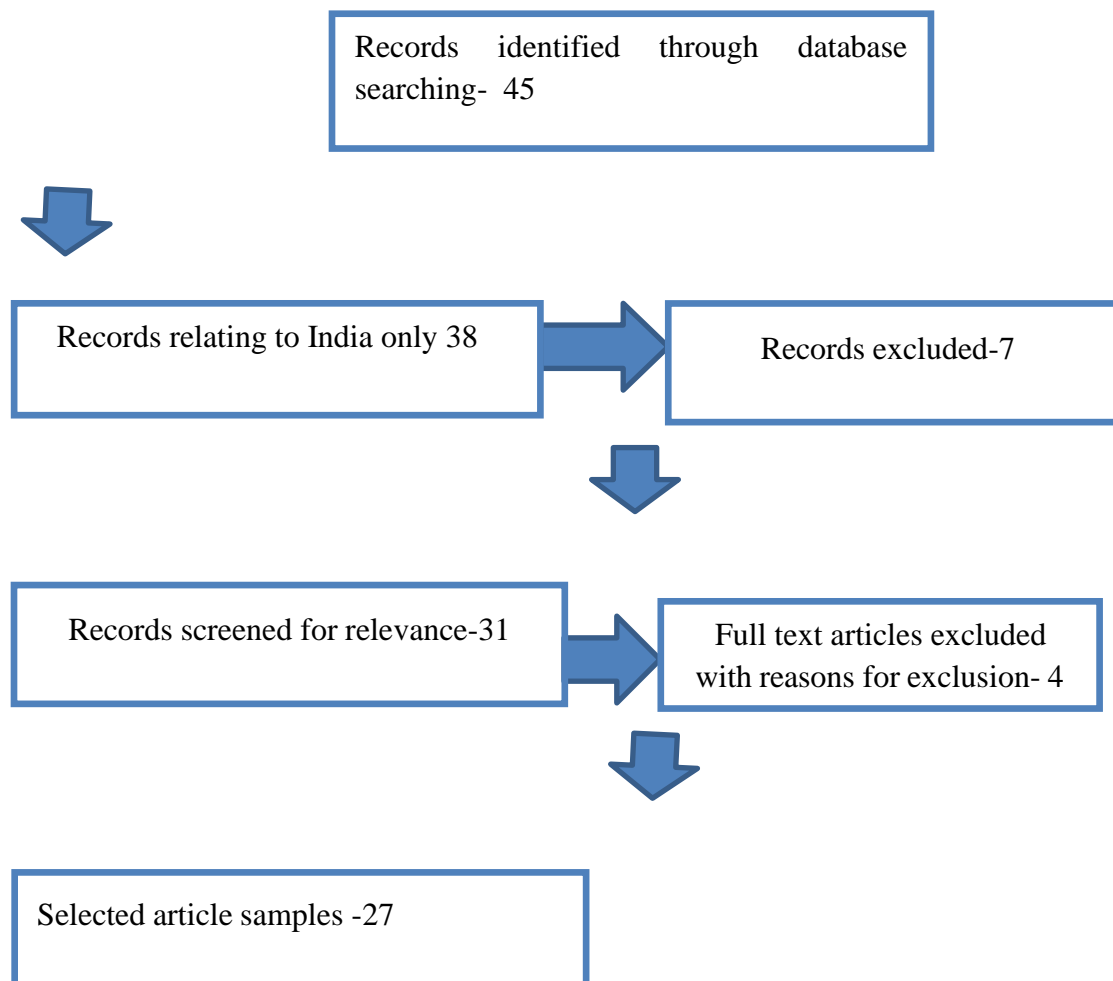 Records identified through database
searching- 45
Records relating to India only 38
Records excluded-7
Records screened for relevance-31
Full text articles excluded
with reasons for exclusion- 4
Selected article samples -27